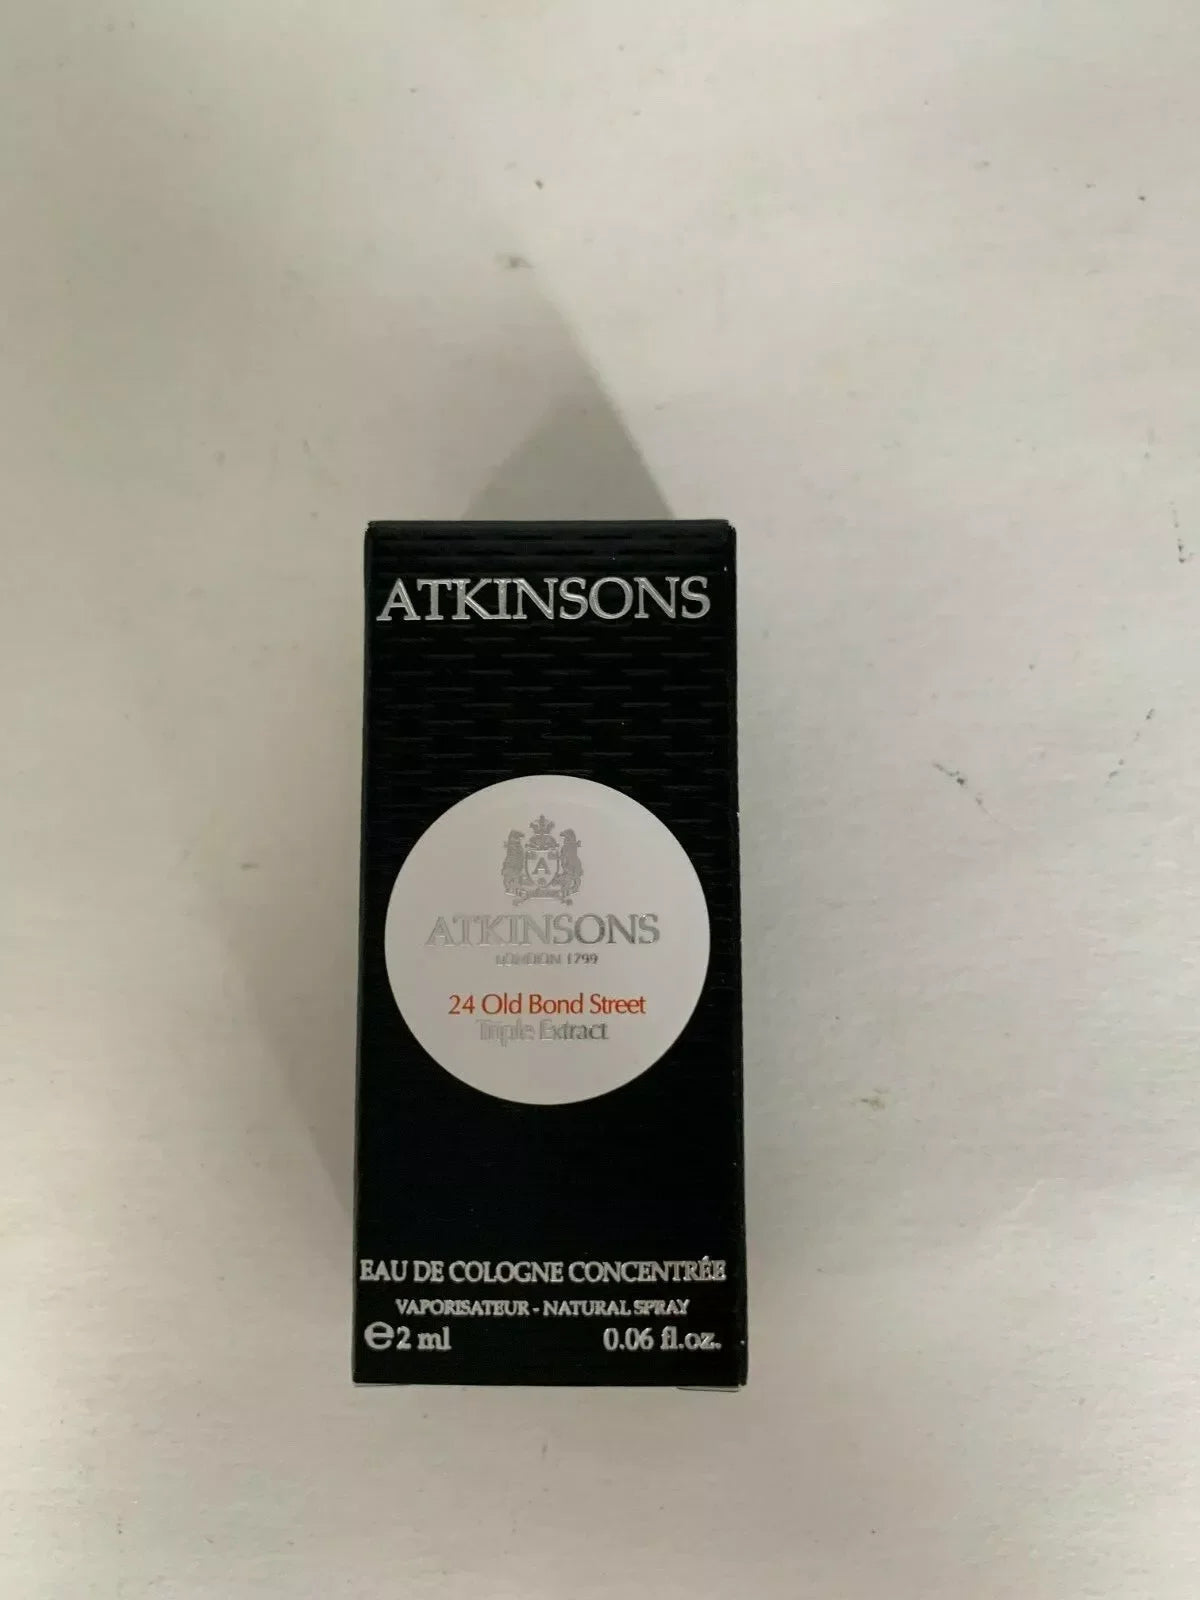 ATKINSONS
A
ATKINSONS
LONDON 1799
24 Old Bond Street
Triple Extract
EAU DE COLOGNE CONCENTRÉE
VAPORISATEUR - NATURAL SPRAY
℮2 ml 0.06 fl.oz.